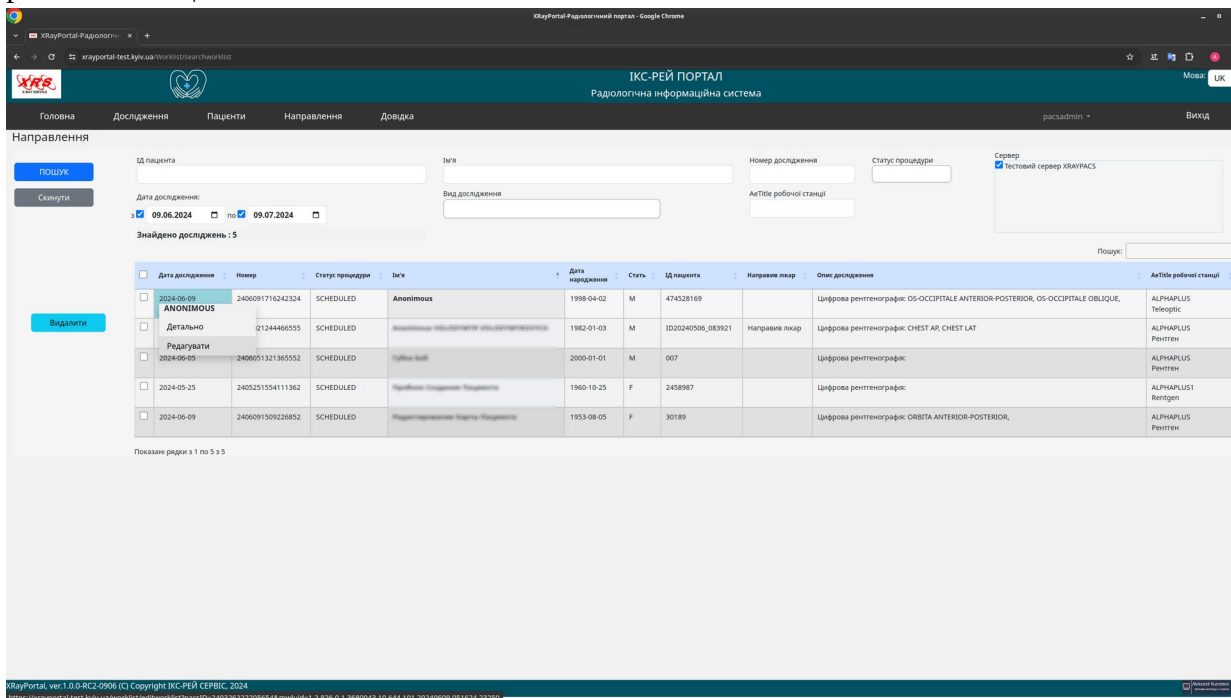 XRayPortal-Радіологічний портал - Google Chrome
XRayPortal-Радіологіч
xrayportal-test.kyiv.ua/Worklist/searchworklist
XRS
X-RAY SERVICE
ІКС-РЕЙ ПОРТАЛ
Мова: UK
Радіологічна інформаційна система
Головна Дослідження Пацієнти Направлення Довідка pacsadmin Вихід
Направлення
ПОШУК
Скинути
Видалити
ІД пацієнта Ім'я Номер дослідження Статус процедури Сервер
Тестовий сервер XRAYPACS
Дата дослідження: Вид дослідження AeTitle робочої станції
з 09.06.2024 по 09.07.2024
Знайдено досліджень : 5
Пошук:
Дата дослідження Номер Статус процедури Ім'я Дата народження Стать ІД пацієнта Направив лікар Опис дослідження AeTitle робочої станції
2024-06-09 2406091716242324 SCHEDULED Anonimous 1998-04-02 M 474528169 Цифрова рентгенографія: OS-OCCIPITALE ANTERIOR-POSTERIOR, OS-OCCIPITALE OBLIQUE, ALPHAPLUS Teleoptic
ANONIMOUS
Детально
Редагувати
21244466555 SCHEDULED 1982-01-03 M ID20240506_083921 Направив лікар Цифрова рентгенографія: CHEST AP, CHEST LAT ALPHAPLUS Рентген
2024-06-05 2406051321365552 SCHEDULED 2000-01-01 M 007 Цифрова рентгенографія: ALPHAPLUS Рентген
2024-05-25 2405251554111362 SCHEDULED 1960-10-25 F 2458987 Цифрова рентгенографія: ALPHAPLUS1 Rentgen
2024-06-09 2406091509226852 SCHEDULED 1953-08-05 F 30189 Цифрова рентгенографія: ORBITA ANTERIOR-POSTERIOR, ALPHAPLUS Рентген
Показані рядки з 1 по 5 з 5
XRayPortal, ver.1.0.0-RC2-0906 (C) Copyright ІКС-РЕЙ СЕРВІС, 2024